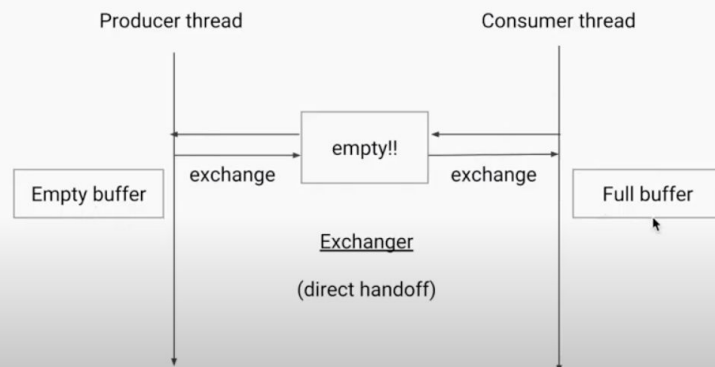 Producer thread
Consumer thread
empty!!
exchange
exchange
Empty buffer
Full buffer
Exchanger
(direct handoff)